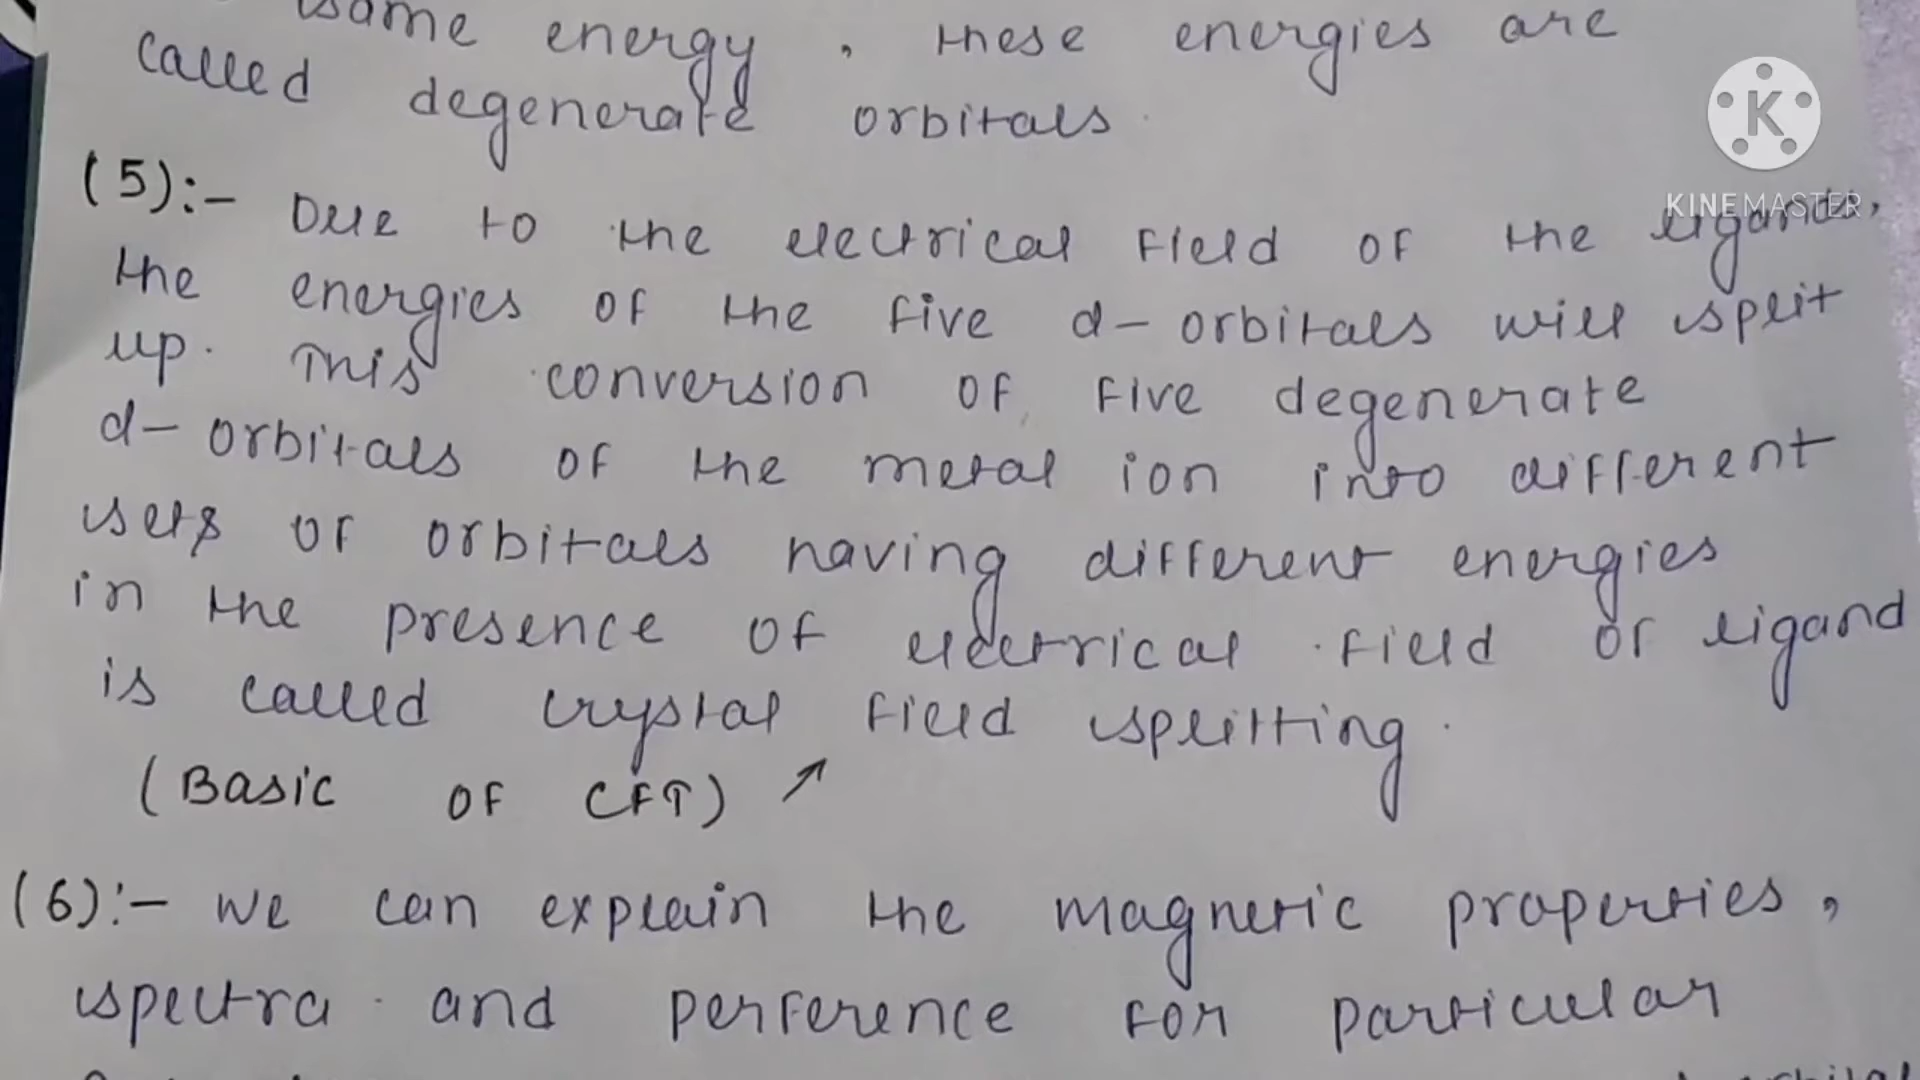 same energy, these energies are
called degenerate orbitals.
(5):- Due to the electrical field of the ligands,
the energies of the five d-orbitals will split
up. This conversion of five degenerate
d-orbitals of the metal ion into different
sets of orbitals having different energies
in the presence of electrical field of ligand
is called crystal field splitting.
(Basic of CFT) ↗
(6):- we can explain the magnetic properties,
spectra and perference for particular
K
KINEMASTER